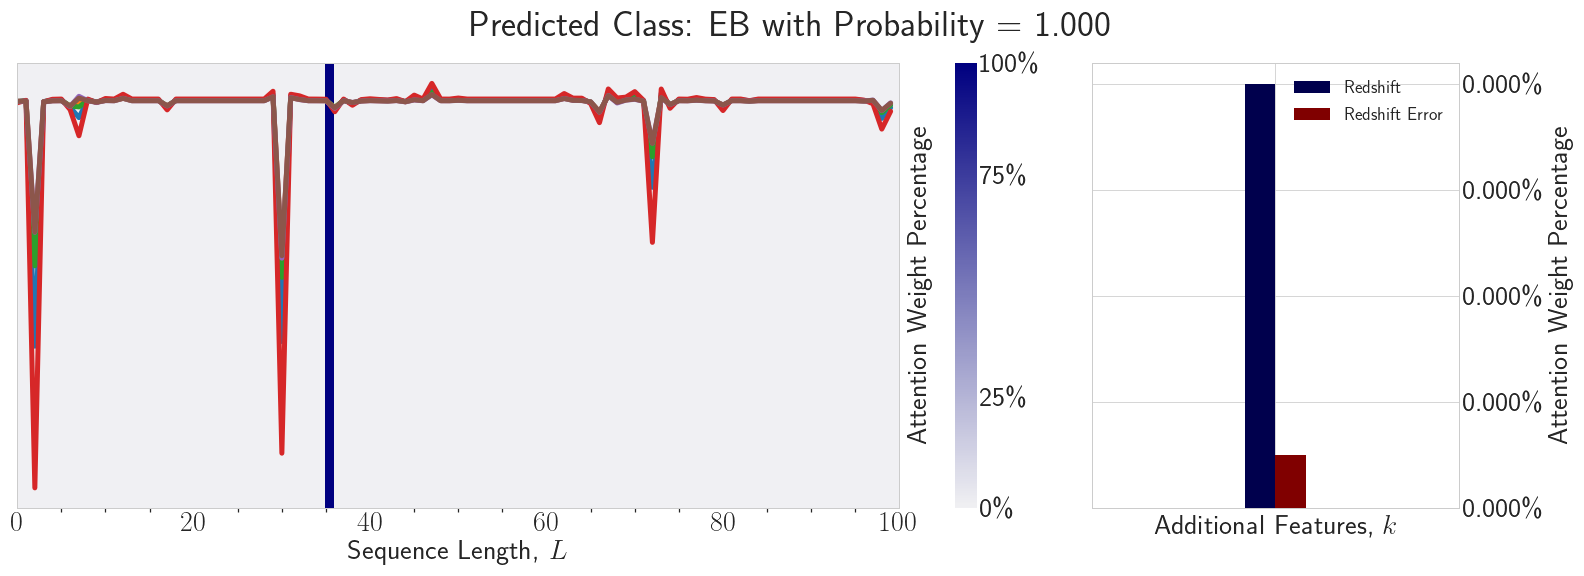 Predicted Class: EB with Probability = 1.000
0
20
40
60
80
100
Sequence Length, L
Attention Weight Percentage
100%
75%
25%
0%
Redshift
Redshift Error
0.000%
0.000%
0.000%
0.000%
0.000%
Attention Weight Percentage
Additional Features, k